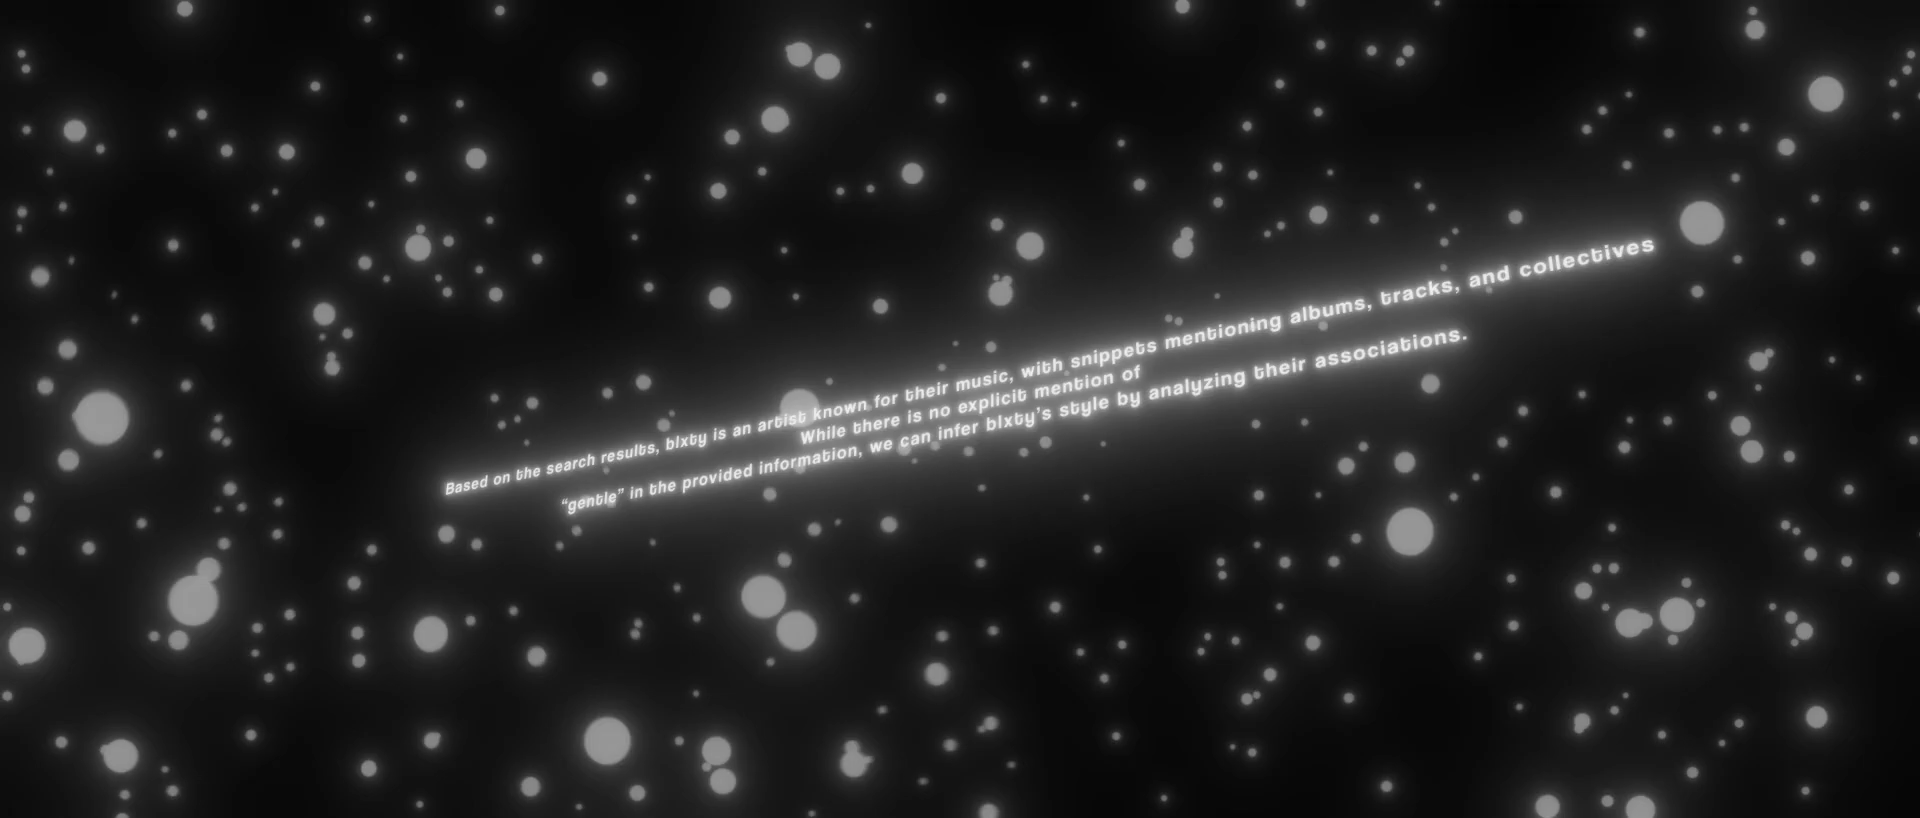 Based on the search results, blxty is an artist known for their music, with snippets mentioning albums, tracks, and collectives
While there is no explicit mention of
“gentle” in the provided information, we can infer blxty’s style by analyzing their associations.